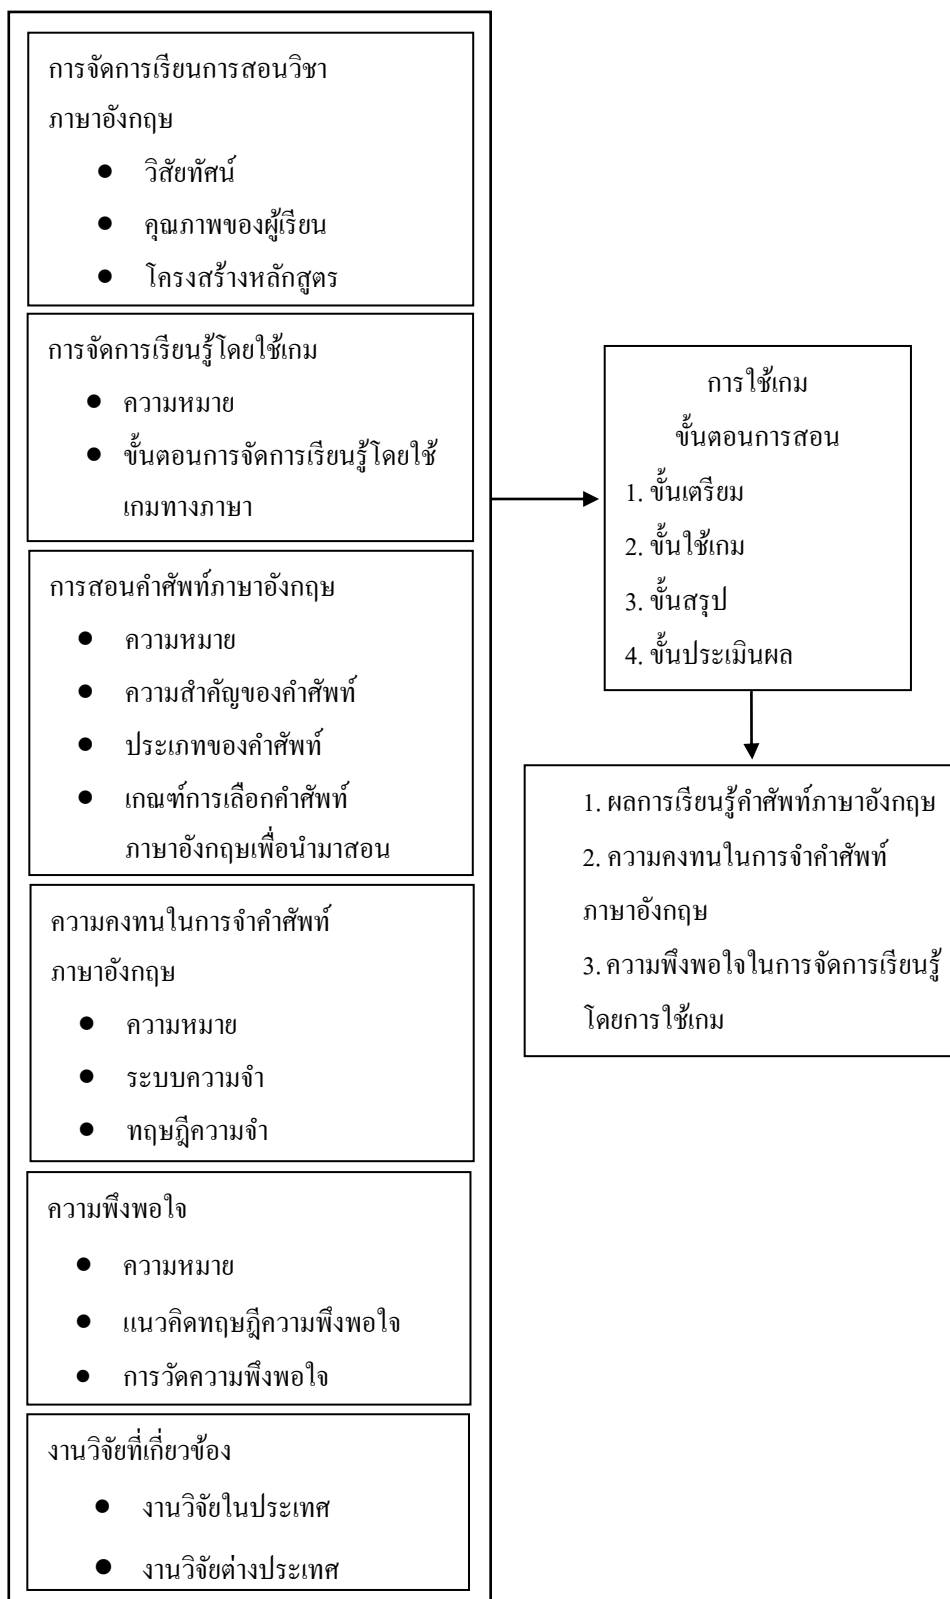 การจัดการเรียนการสอนวิชา
ภาษาอังกฤษ
● วิสัยทัศน์
● คุณภาพของผู้เรียน
● โครงสร้างหลักสูตร
การจัดการเรียนรู้โดยใช้เกม
● ความหมาย
● ขั้นตอนการจัดการเรียนรู้โดยใช้
เกมทางภาษา
การสอนคำศัพท์ภาษาอังกฤษ
● ความหมาย
● ความสำคัญของคำศัพท์
● ประเภทของคำศัพท์
● เกณฑ์การเลือกคำศัพท์
ภาษาอังกฤษเพื่อนำมาสอน
ความคงทนในการจำคำศัพท์
ภาษาอังกฤษ
● ความหมาย
● ระบบความจำ
● ทฤษฎีความจำ
ความพึงพอใจ
● ความหมาย
● แนวคิดทฤษฎีความพึงพอใจ
● การวัดความพึงพอใจ
งานวิจัยที่เกี่ยวข้อง
● งานวิจัยในประเทศ
● งานวิจัยต่างประเทศ
การใช้เกม
ขั้นตอนการสอน
1. ขั้นเตรียม
2. ขั้นใช้เกม
3. ขั้นสรุป
4. ขั้นประเมินผล
1. ผลการเรียนรู้คำศัพท์ภาษาอังกฤษ
2. ความคงทนในการจำคำศัพท์
ภาษาอังกฤษ
3. ความพึงพอใจในการจัดการเรียนรู้
โดยการใช้เกม